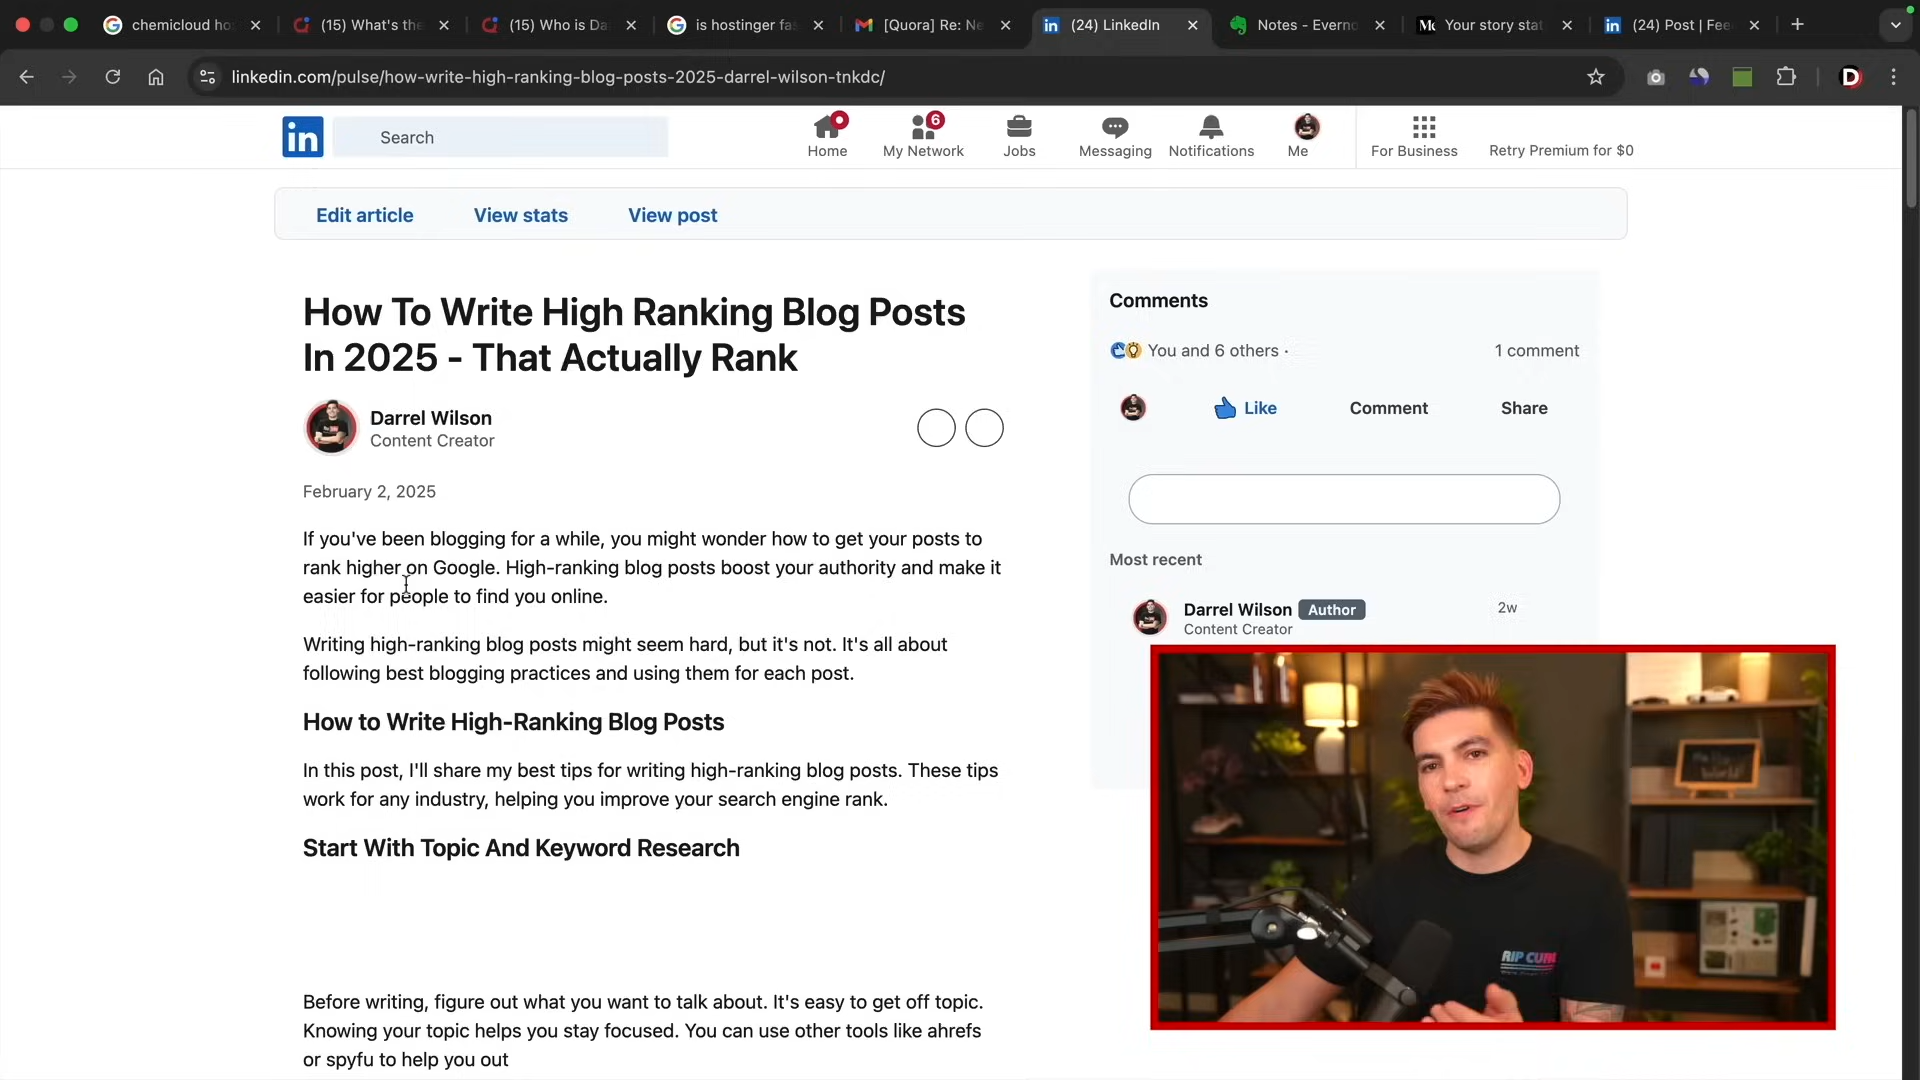 chemicloud ho
(15) What's the
(15) Who is Da
is hostinger fa
[Quora] Re: Ne
(24) LinkedIn
Notes - Everno
Your story stat
(24) Post | Fee
linkedin.com/pulse/how-write-high-ranking-blog-posts-2025-darrel-wilson-tnkdc/
D
in
Search
6
Home
My Network
Jobs
Messaging
Notifications
Me
For Business
Retry Premium for $0
Edit article
View stats
View post
How To Write High Ranking Blog Posts
In 2025 - That Actually Rank
Darrel Wilson
Content Creator
February 2, 2025
If you've been blogging for a while, you might wonder how to get your posts to
rank higher on Google. High-ranking blog posts boost your authority and make it
easier for people to find you online.
Writing high-ranking blog posts might seem hard, but it's not. It's all about
following best blogging practices and using them for each post.
How to Write High-Ranking Blog Posts
In this post, I'll share my best tips for writing high-ranking blog posts. These tips
work for any industry, helping you improve your search engine rank.
Start With Topic And Keyword Research
Before writing, figure out what you want to talk about. It's easy to get off topic.
Knowing your topic helps you stay focused. You can use other tools like ahrefs
or spyfu to help you out
Comments
You and 6 others ·
1 comment
Like
Comment
Share
Most recent
Darrel Wilson Author
2w
Content Creator
RIP CURL